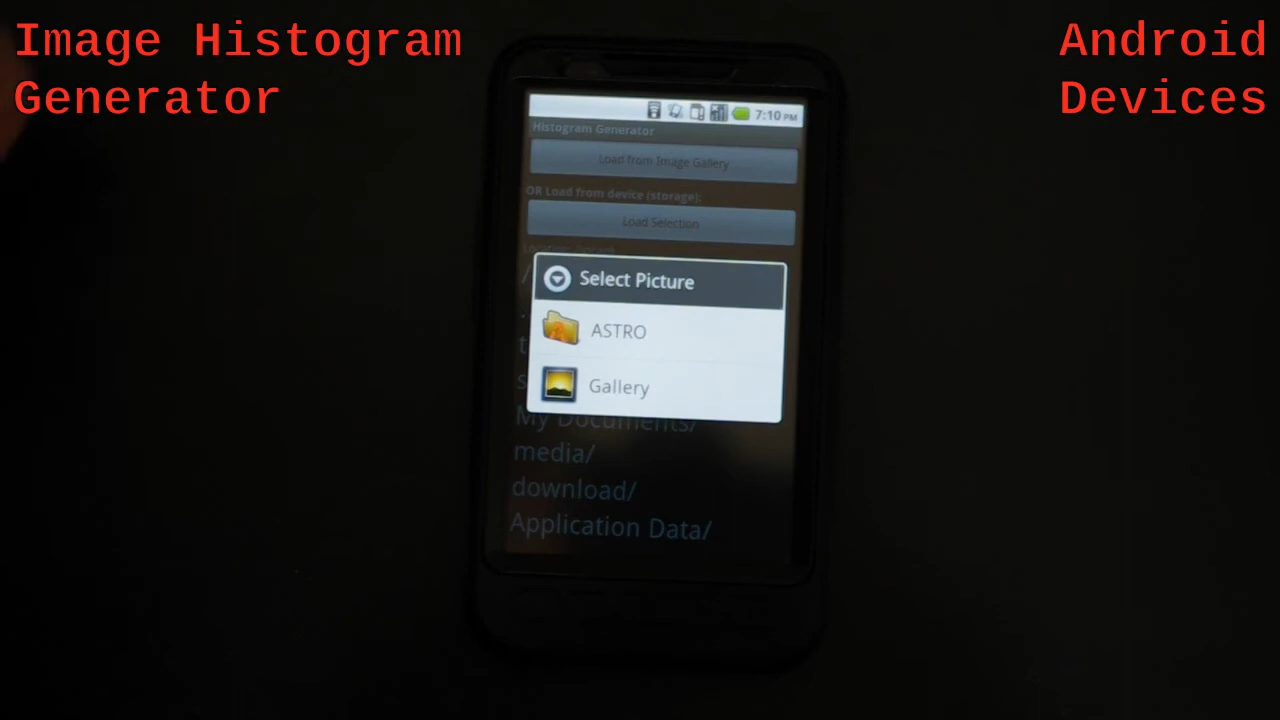 Image Histogram
Generator
Android
Devices
7:10 PM
Histogram Generator
Load from Image Gallery
OR Load from device (storage):
Load Selection
Select Picture
ASTRO
Gallery
My Documents/
media/
download/
Application Data/